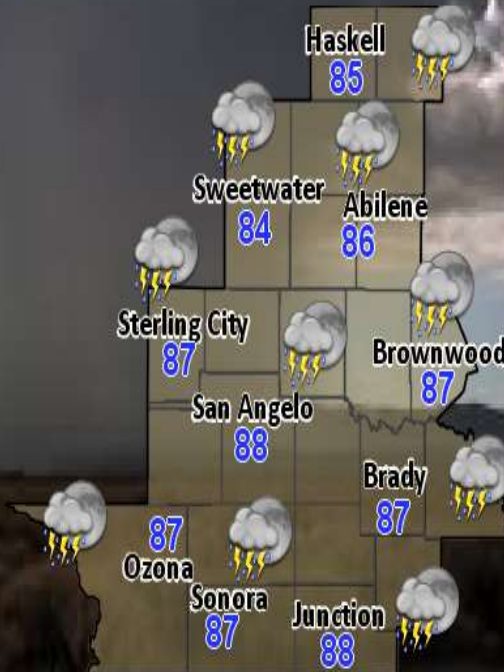 Haskell
85
Sweetwater
84
Abilene
86
Sterling City
87
Brownwood
87
San Angelo
88
Brady
87
87
Ozona
Sonora
87
Junction
88